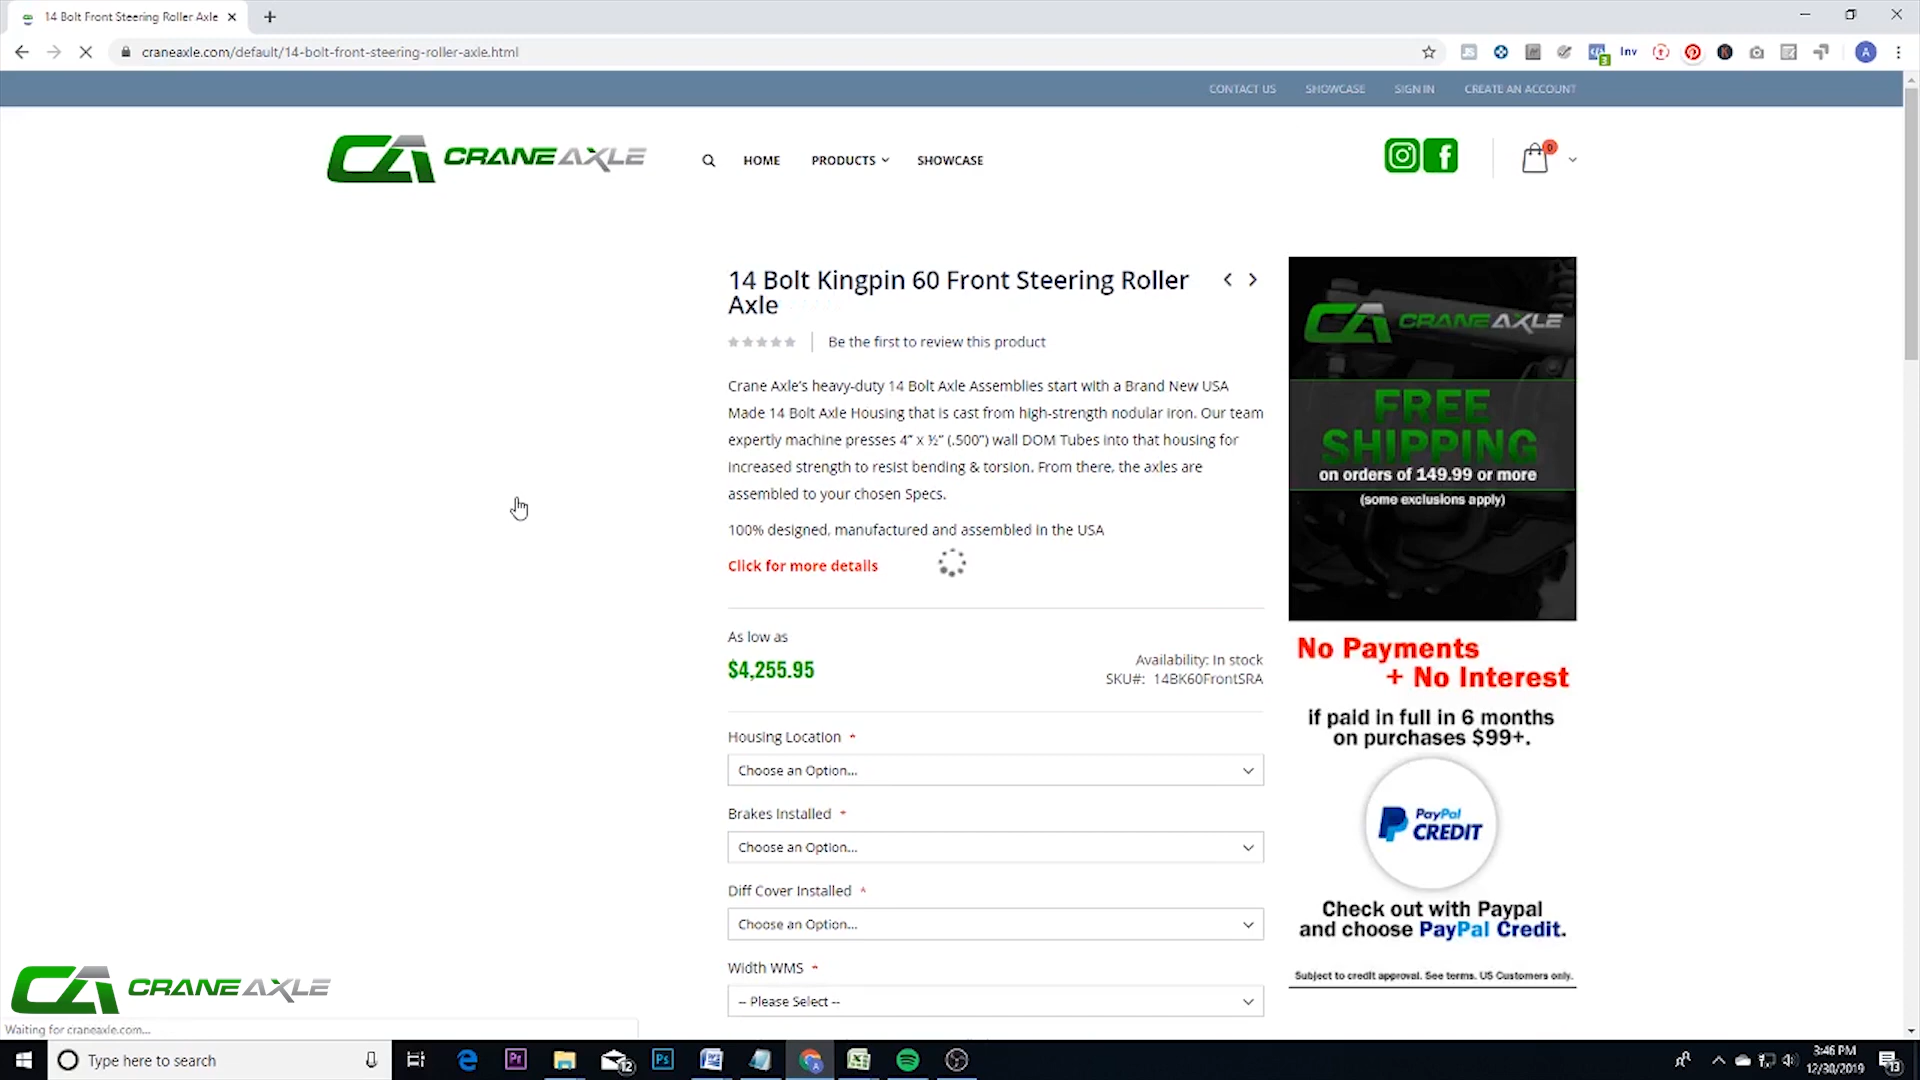 14 Bolt Front Steering Roller Axle
craneaxle.com/default/14-bolt-front-steering-roller-axle.html
Inv
3
A
CONTACT US SHOWCASE SIGN IN CREATE AN ACCOUNT
CA CRANE AXLE
HOME PRODUCTS SHOWCASE
0
14 Bolt Kingpin 60 Front Steering Roller
Axle
Be the first to review this product
Crane Axle's heavy-duty 14 Bolt Axle Assemblies start with a Brand New USA
Made 14 Bolt Axle Housing that is cast from high-strength nodular iron. Our team
expertly machine presses 4” x ½” (.500”) wall DOM Tubes into that housing for
increased strength to resist bending & torsion. From there, the axles are
assembled to your chosen Specs.
100% designed, manufactured and assembled in the USA
Click for more details
As low as
$4,255.95
Availability: In stock
SKU#: 14BK60FrontSRA
Housing Location *
Choose an Option...
Brakes Installed *
Choose an Option...
Diff Cover Installed *
Choose an Option...
Width WMS *
-- Please Select --
CA CRANE AXLE
FREE
SHIPPING
on orders of 149.99 or more
(some exclusions apply)
No Payments
+ No Interest
if paid in full in 6 months
on purchases $99+.
PayPal
CREDIT
Check out with Paypal
and choose PayPal Credit.
Subject to credit approval. See terms. US Customers only.
CA CRANE AXLE
Waiting for craneaxle.com...
Type here to search
Pr
12
Ps
A
3:46 PM
12/30/2019
13